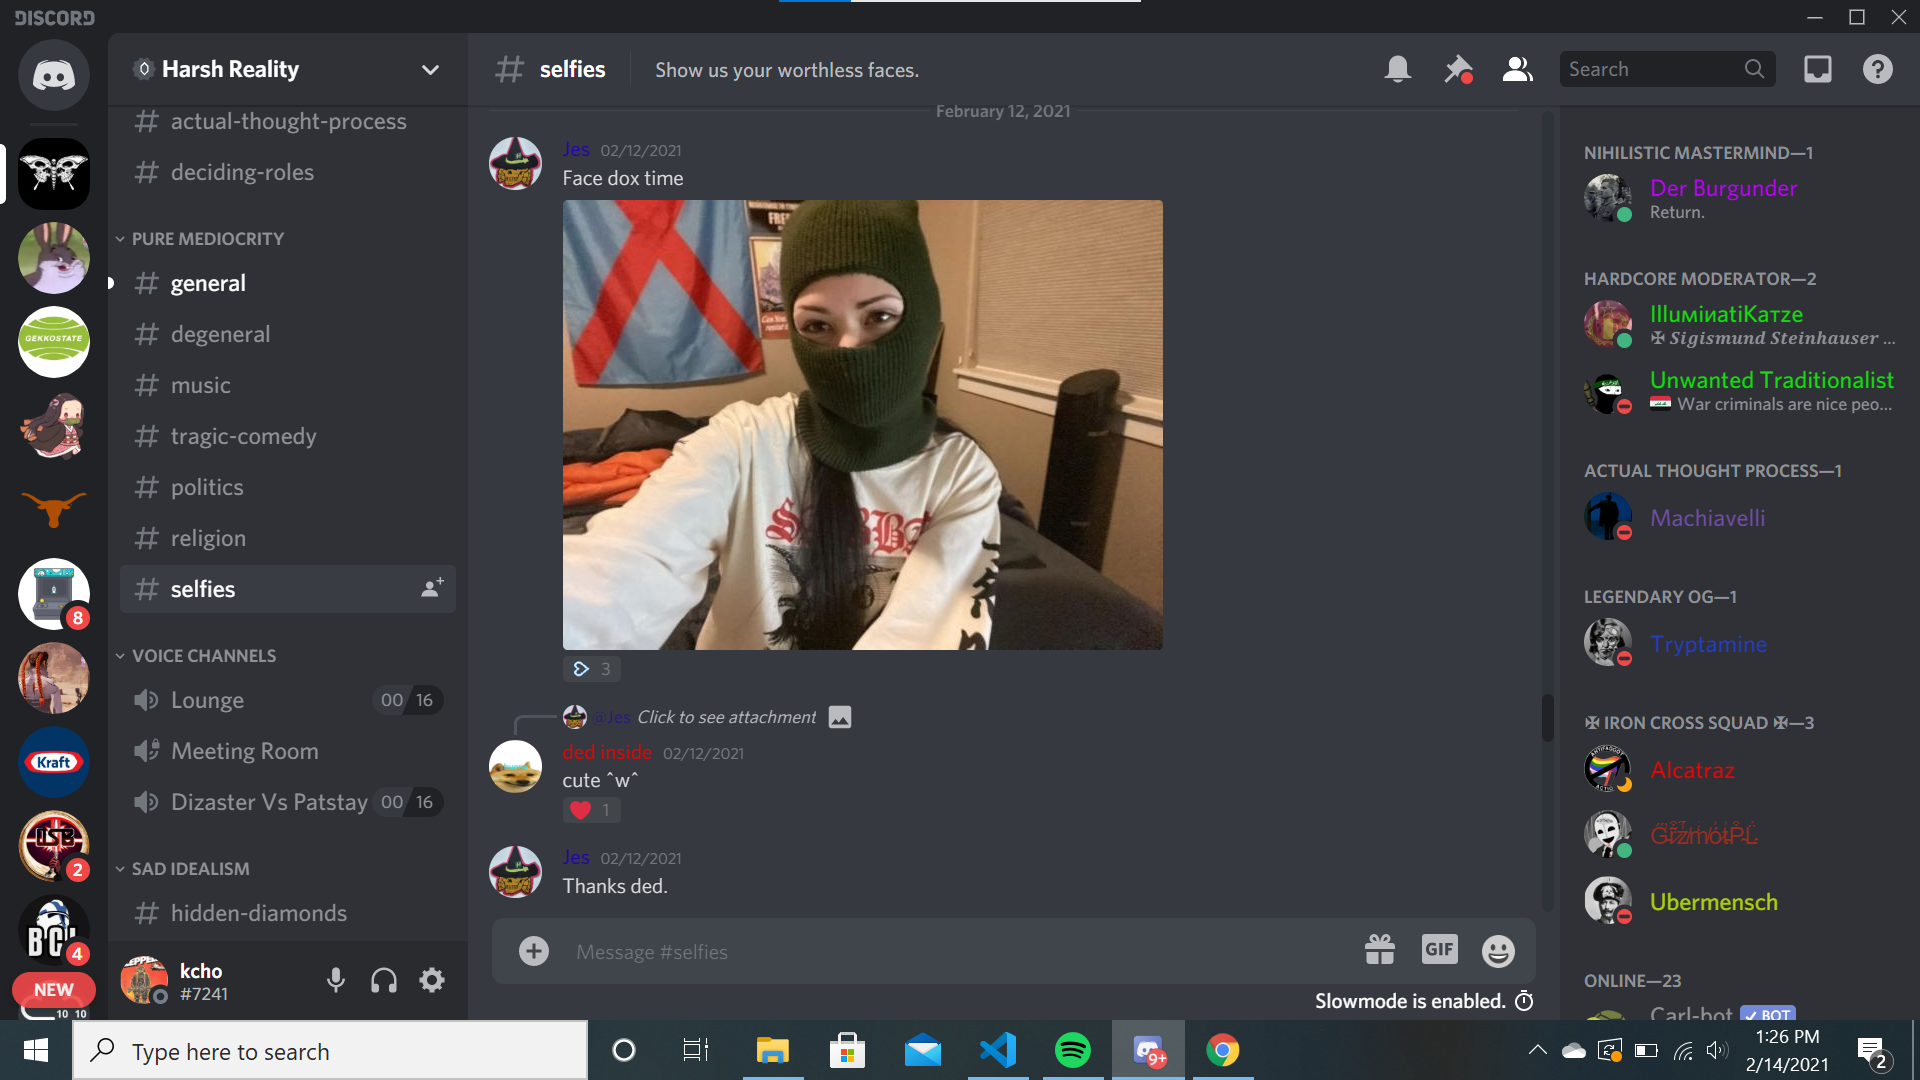 DISCORD
Harsh Reality
selfies
Show us your worthless faces.
Search
actual-thought-process
deciding-roles
PURE MEDIOCRITY
general
degeneral
music
tragic-comedy
politics
religion
selfies
VOICE CHANNELS
Lounge
00 16
Meeting Room
Dizaster Vs Patstay
00 16
SAD IDEALISM
hidden-diamonds
GEKKOSTATE
8
Kraft
2
4
NEW
10 10
kcho
#7241
February 12, 2021
Jes 02/12/2021
Face dox time
3
@Jes Click to see attachment
ded inside 02/12/2021
cute ^w^
1
Jes 02/12/2021
Thanks ded.
Message #selfies
GIF
Slowmode is enabled.
NIHILISTIC MASTERMIND—1
Der Burgunder
Return.
HARDCORE MODERATOR—2
IlluмiиatiKaтze
✠ Sigismund Steinhauser ...
Unwanted Traditionalist
War criminals are nice peo...
ACTUAL THOUGHT PROCESS—1
Machiavelli
LEGENDARY OG—1
Tryptamine
✠ IRON CROSS SQUAD ✠—3
Alcatraz
Ubermensch
ONLINE—23
Carl-bot ✓ BOT
Type here to search
9+
1:26 PM
2/14/2021
2